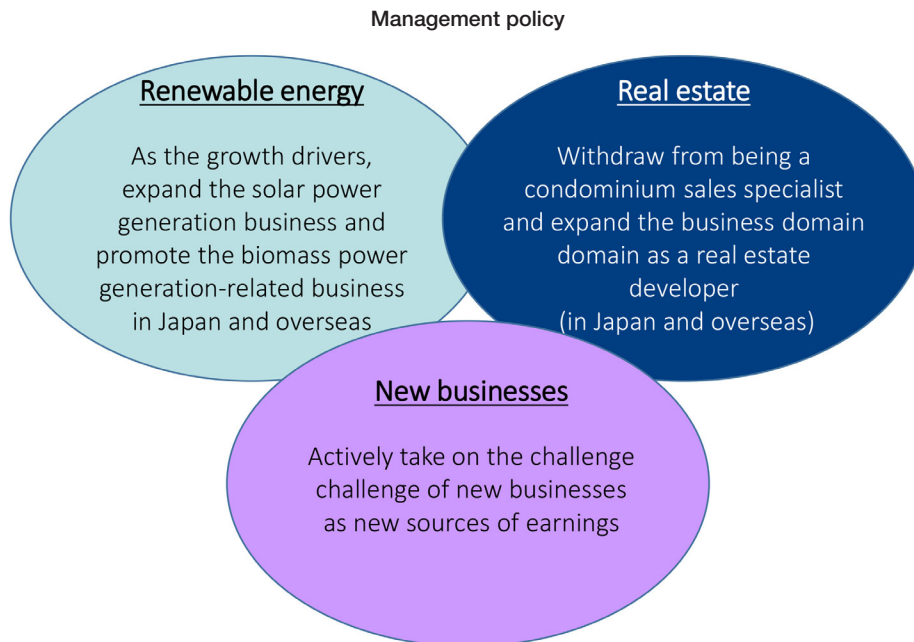 Management policy
Renewable energy
As the growth drivers,
expand the solar power
generation business and
promote the biomass power
generation-related business
in Japan and overseas
Real estate
Withdraw from being a
condominium sales specialist
and expand the business domain
domain as a real estate
developer
(in Japan and overseas)
New businesses
Actively take on the challenge
challenge of new businesses
as new sources of earnings